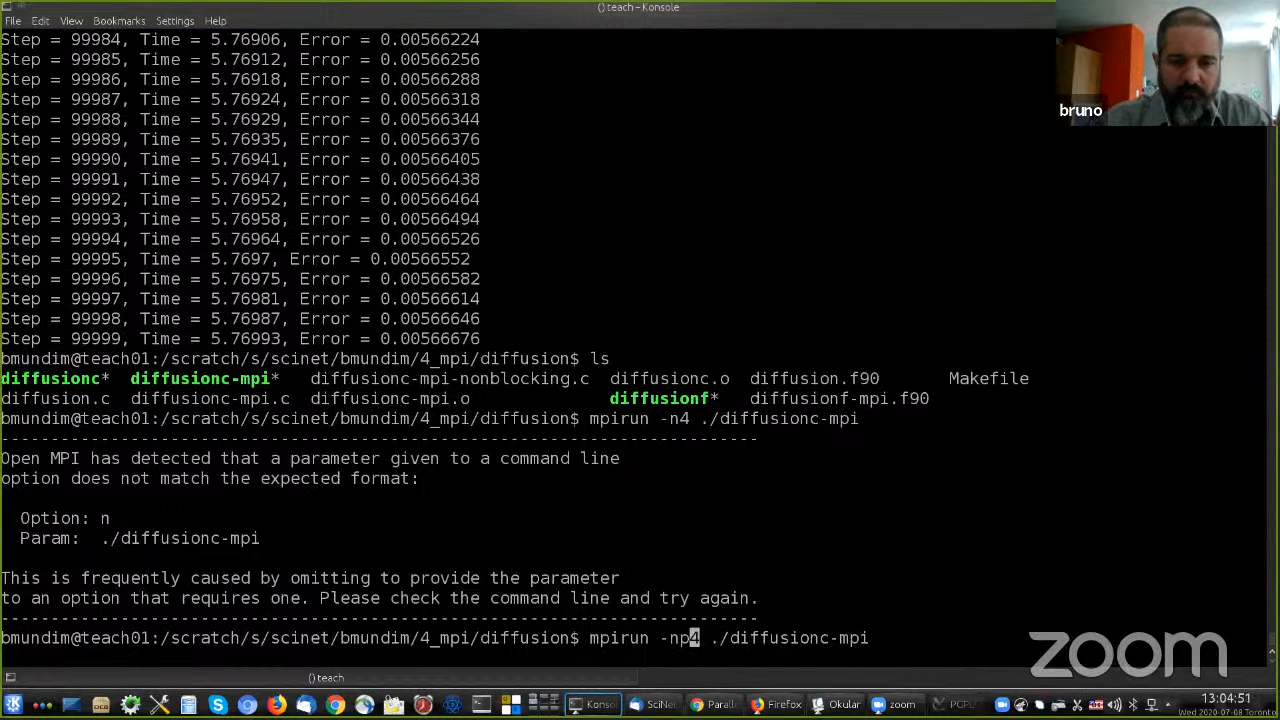 () teach - Konsole
File Edit View Bookmarks Settings Help
Step = 99984, Time = 5.76906, Error = 0.00566224
Step = 99985, Time = 5.76912, Error = 0.00566256
Step = 99986, Time = 5.76918, Error = 0.00566288
Step = 99987, Time = 5.76924, Error = 0.00566318
Step = 99988, Time = 5.76929, Error = 0.00566344
Step = 99989, Time = 5.76935, Error = 0.00566376
Step = 99990, Time = 5.76941, Error = 0.00566405
Step = 99991, Time = 5.76947, Error = 0.00566438
Step = 99992, Time = 5.76952, Error = 0.00566464
Step = 99993, Time = 5.76958, Error = 0.00566494
Step = 99994, Time = 5.76964, Error = 0.00566526
Step = 99995, Time = 5.7697, Error = 0.00566552
Step = 99996, Time = 5.76975, Error = 0.00566582
Step = 99997, Time = 5.76981, Error = 0.00566614
Step = 99998, Time = 5.76987, Error = 0.00566646
Step = 99999, Time = 5.76993, Error = 0.00566676
bmundim@teach01:/scratch/s/scinet/bmundim/4_mpi/diffusion$ ls
diffusionc* diffusionc-mpi* diffusionc-mpi-nonblocking.c diffusionc.o diffusion.f90 Makefile
diffusion.c diffusionc-mpi.c diffusionc-mpi.o diffusionf* diffusionf-mpi.f90
bmundim@teach01:/scratch/s/scinet/bmundim/4_mpi/diffusion$ mpirun -n4 ./diffusionc-mpi
--------------------------------------------------------------------------
Open MPI has detected that a parameter given to a command line
option does not match the expected format:
Option: n
Param: ./diffusionc-mpi
This is frequently caused by omitting to provide the parameter
to an option that requires one. Please check the command line and try again.
--------------------------------------------------------------------------
bmundim@teach01:/scratch/s/scinet/bmundim/4_mpi/diffusion$ mpirun -np4 ./diffusionc-mpi
bruno
zoom
() teach
Konso
SciNe
Paralle
Firefox
Okular
zoom
PGPL
13:04:51
Wed 2020-07-08 Toronto